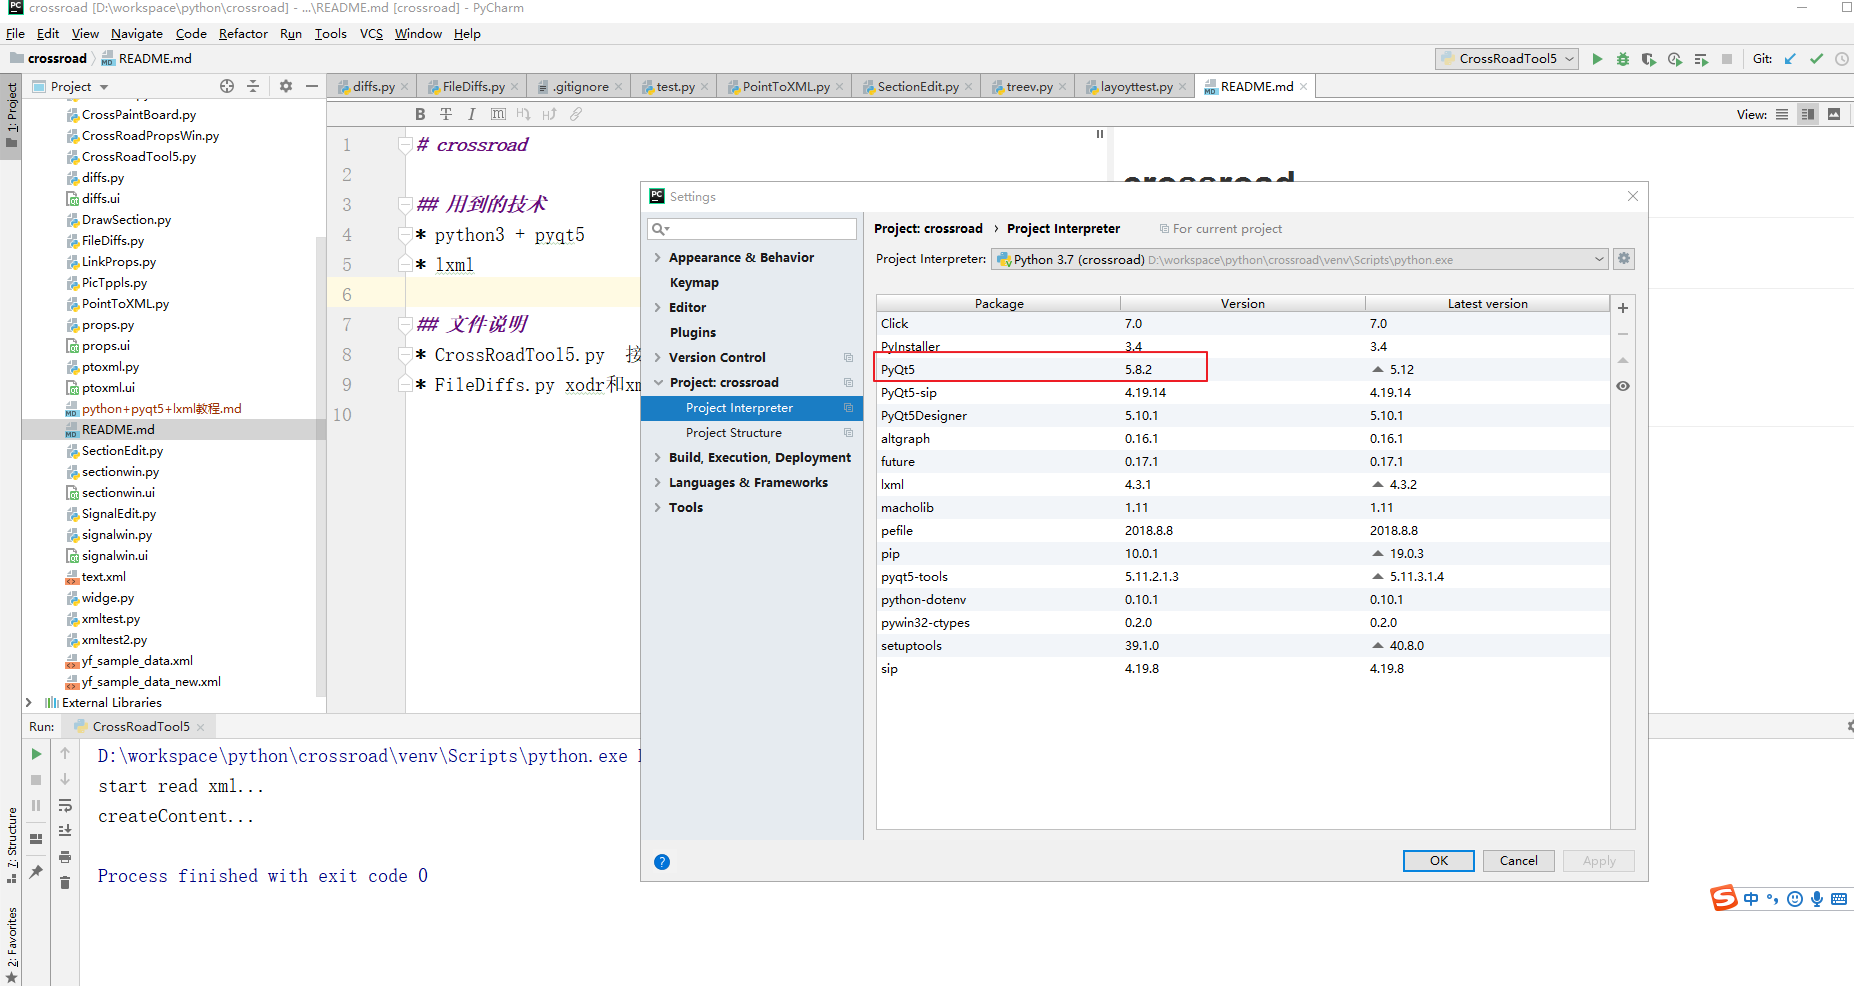 crossroad [D:\workspace\python\crossroad] - ...\README.md [crossroad] - PyCharm
File Edit View Navigate Code Refactor Run Tools VCS Window Help
crossroad README.md
CrossRoadTool5 Git:
Project
diffs.py FileDiffs.py .gitignore test.py PointToXML.py SectionEdit.py treev.py layoyttest.py README.md
View:
1: Project
CrossPaintBoard.py
CrossRoadPropsWin.py
CrossRoadTool5.py
diffs.py
diffs.ui
DrawSection.py
FileDiffs.py
LinkProps.py
PicTppls.py
PointToXML.py
props.py
props.ui
ptoxml.py
ptoxml.ui
python+pyqt5+lxml教程.md
README.md
SectionEdit.py
sectionwin.py
sectionwin.ui
SignalEdit.py
signalwin.py
signalwin.ui
text.xml
widge.py
xmltest.py
xmltest2.py
yf_sample_data.xml
yf_sample_data_new.xml
External Libraries
1 # crossroad
2
3 ## 用到的技术
4 * python3 + pyqt5
5 * lxml
6
7 ## 文件说明
8 * CrossRoadTool5.py 接
9 * FileDiffs.py xodr和xm
10
crossroad
Settings
Appearance & Behavior
Keymap
Editor
Plugins
Version Control
Project: crossroad
Project Interpreter
Project Structure
Build, Execution, Deployment
Languages & Frameworks
Tools
Project: crossroad › Project Interpreter For current project
Project Interpreter: Python 3.7 (crossroad) D:\workspace\python\crossroad\venv\Scripts\python.exe
Package Version Latest version
Click 7.0 7.0
PyInstaller 3.4 3.4
PyQt5 5.8.2 5.12
PyQt5-sip 4.19.14 4.19.14
PyQt5Designer 5.10.1 5.10.1
altgraph 0.16.1 0.16.1
future 0.17.1 0.17.1
lxml 4.3.1 4.3.2
macholib 1.11 1.11
pefile 2018.8.8 2018.8.8
pip 10.0.1 19.0.3
pyqt5-tools 5.11.2.1.3 5.11.3.1.4
python-dotenv 0.10.1 0.10.1
pywin32-ctypes 0.2.0 0.2.0
setuptools 39.1.0 40.8.0
sip 4.19.8 4.19.8
OK Cancel Apply
Run: CrossRoadTool5
D:\workspace\python\crossroad\venv\Scripts\python.exe
start read xml...
createContent...
Process finished with exit code 0
7: Structure
2: Favorites
中